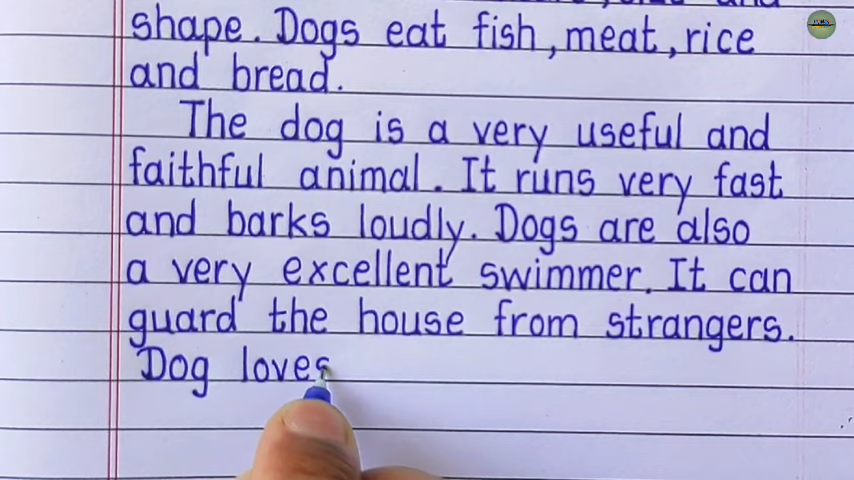 shape. Dogs eat fish, meat, rice
and bread.
The dog is a very useful and
faithful animal. It runs very fast
and barks loudly. Dogs are also
a very excellent swimmer. It can
guard the house from strangers.
Dog loves